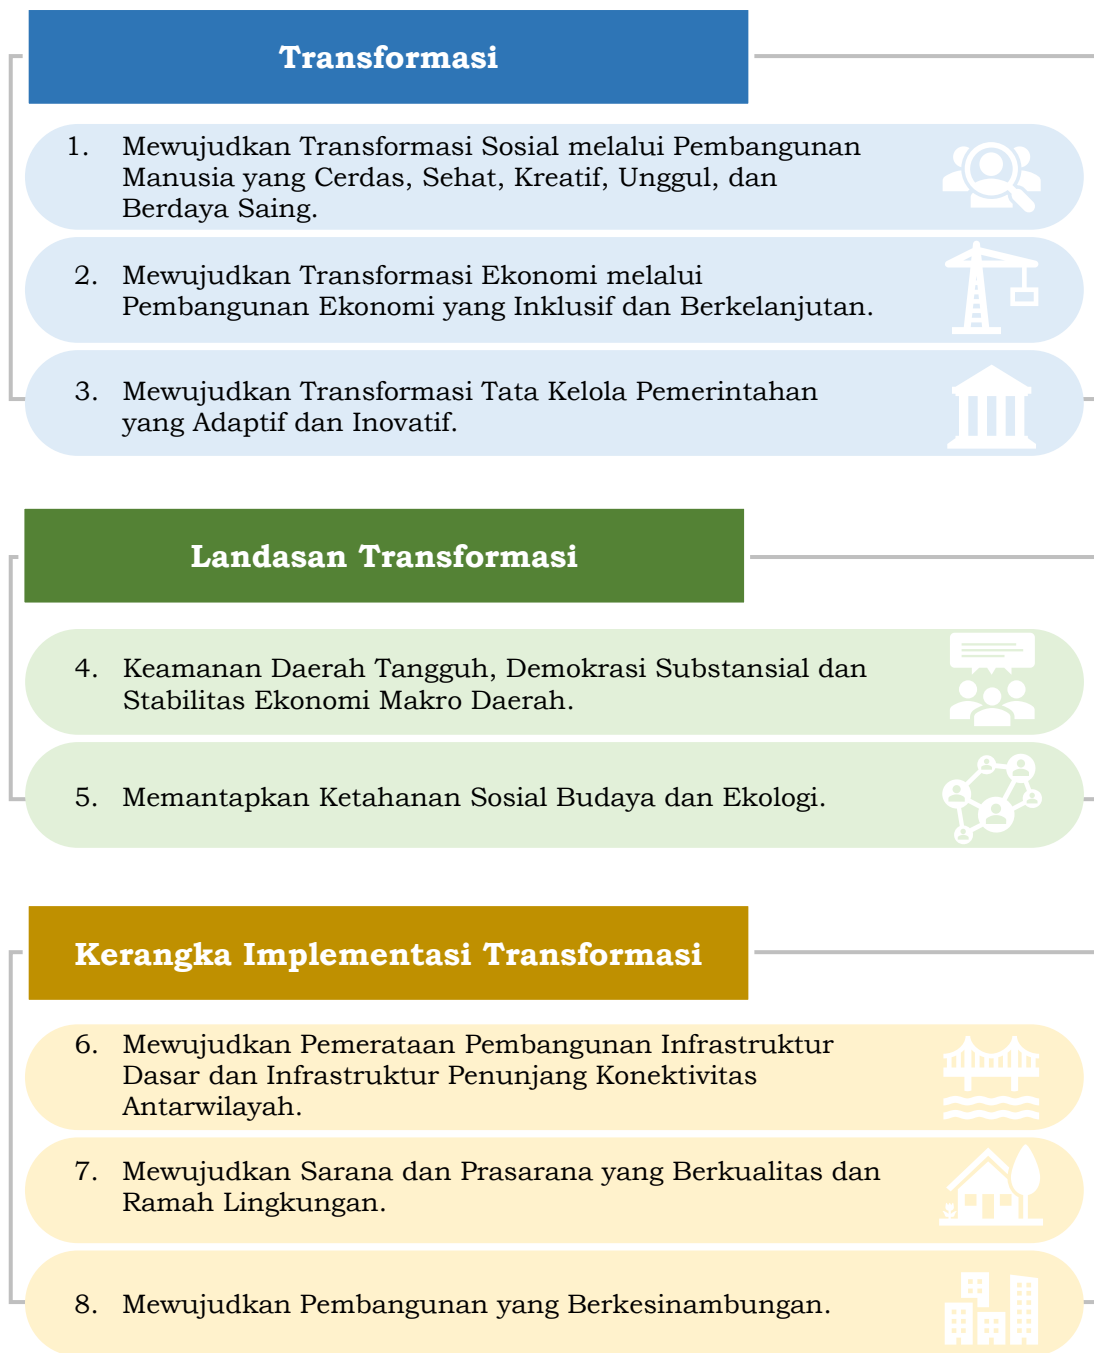 Transformasi
1. Mewujudkan Transformasi Sosial melalui Pembangunan
Manusia yang Cerdas, Sehat, Kreatif, Unggul, dan
Berdaya Saing.
2. Mewujudkan Transformasi Ekonomi melalui
Pembangunan Ekonomi yang Inklusif dan Berkelanjutan.
3. Mewujudkan Transformasi Tata Kelola Pemerintahan
yang Adaptif dan Inovatif.
Landasan Transformasi
4. Keamanan Daerah Tangguh, Demokrasi Substansial dan
Stabilitas Ekonomi Makro Daerah.
5. Memantapkan Ketahanan Sosial Budaya dan Ekologi.
Kerangka Implementasi Transformasi
6. Mewujudkan Pemerataan Pembangunan Infrastruktur
Dasar dan Infrastruktur Penunjang Konektivitas
Antarwilayah.
7. Mewujudkan Sarana dan Prasarana yang Berkualitas dan
Ramah Lingkungan.
8. Mewujudkan Pembangunan yang Berkesinambungan.